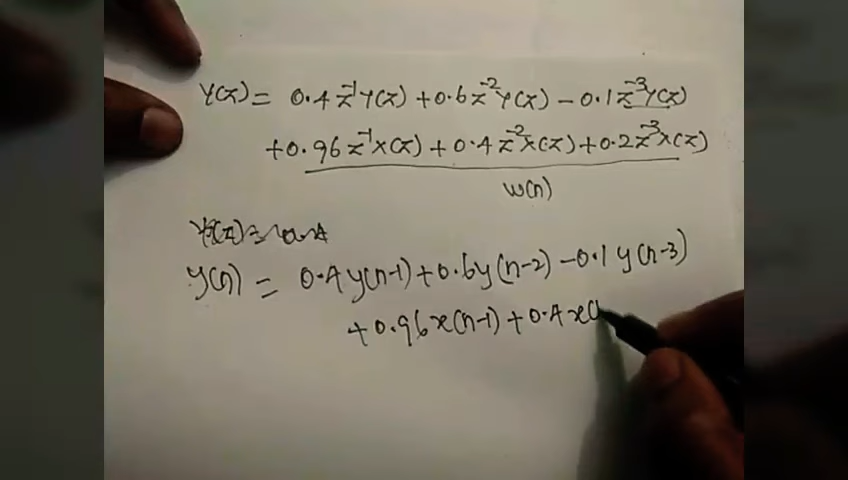 Y(z) = 0.4 z⁻¹Y(z) + 0.6 z⁻²Y(z) - 0.1 z⁻³Y(z)
+ 0.96 z⁻¹X(z) + 0.4 z⁻²X(z) + 0.2 z⁻³X(z)
w(n)
y(n) = 0.4 y(n-1) + 0.6 y(n-2) - 0.1 y(n-3)
+ 0.96 x(n-1) + 0.4 x(